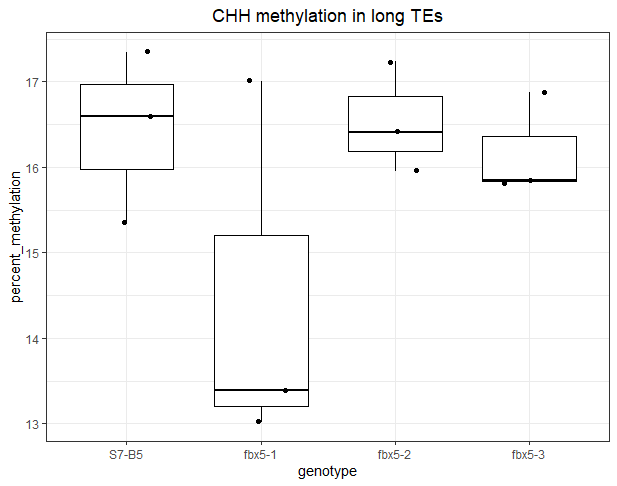 CHH methylation in long TEs
percent_methylation
17
16
15
14
13
S7-B5 fbx5-1 fbx5-2 fbx5-3
genotype